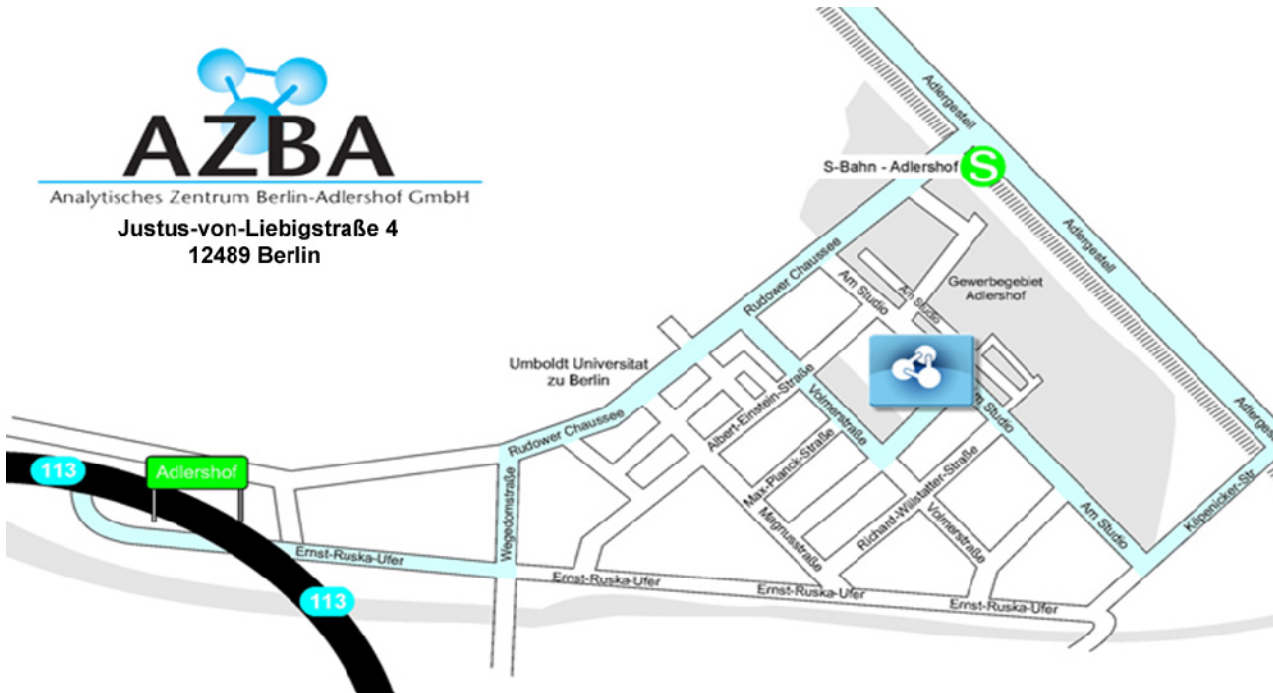 AZBA
Analytisches Zentrum Berlin-Adlershof GmbH
Justus-von-Liebigstraße 4
12489 Berlin
Adlergestell
S-Bahn - Adlershof
S
Adlergestell
Rudower Chaussee
Am Studio
Am Studio
Gewerbegebiet
Adlershof
Umboldt Universitat
zu Berlin
20
Albert-Einstein-Straße
Volmerstraße
Am Studio
Adlergestell
Rudower Chaussee
113
Adlershof
Max-Planck-Straße
Richard-Willstatter-Straße
Wegedornstraße
Magnusstraße
Volmerstraße
Am Studio
Ernst-Ruska-Ufer
Ernst-Ruska-Ufer
113
Ernst-Ruska-Ufer
Ernst-Ruska-Ufer